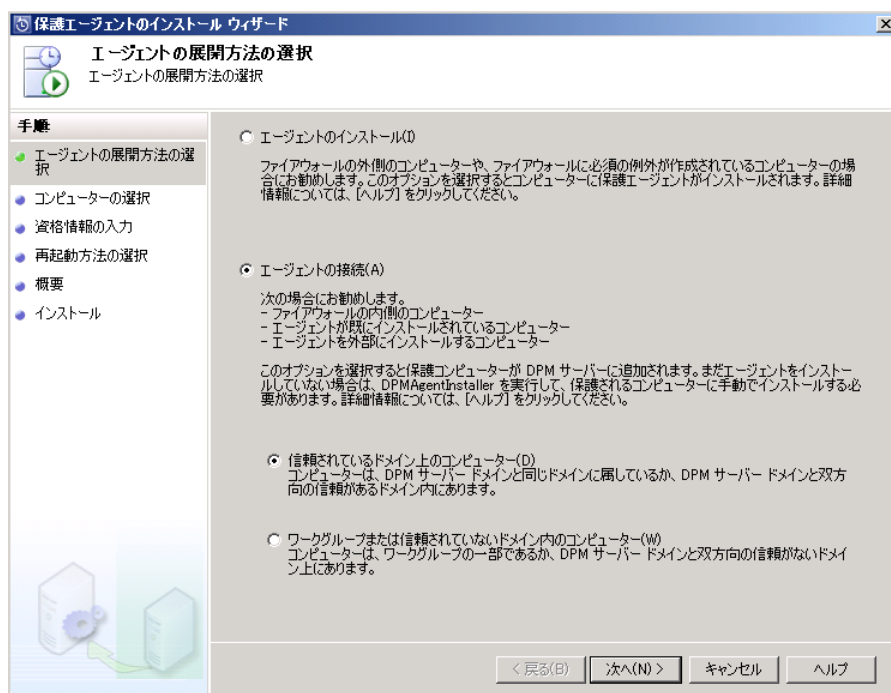 保護エージェントのインストール ウィザード
エージェントの展開方法の選択
エージェントの展開方法の選択
手順
エージェントの展開方法の選
択
コンピューターの選択
資格情報の入力
再起動方法の選択
概要
インストール
エージェントのインストール(I)
ファイアウォールの外側のコンピューターや、ファイアウォールに必須の例外が作成されているコンピューターの場
合にお勧めします。このオプションを選択するとコンピューターに保護エージェントがインストールされます。詳細
情報については、[ヘルプ] をクリックしてください。
エージェントの接続(A)
次の場合にお勧めします。
- ファイアウォールの内側のコンピューター
- エージェントが既にインストールされているコンピューター
- エージェントを外部にインストールするコンピューター
このオプションを選択すると保護コンピューターが DPM サーバーに追加されます。まだエージェントをインストー
ルしていない場合は、DPMAgentInstaller を実行して、保護されるコンピューターに手動でインストールする必
要があります。詳細情報については、[ヘルプ] をクリックしてください。
信頼されているドメイン上のコンピューター(D)
コンピューターは、DPM サーバー ドメインと同じドメインに属しているか、DPM サーバー ドメインと双方
向の信頼があるドメイン内にあります。
ワークグループまたは信頼されていないドメイン内のコンピューター(W)
コンピューターは、ワークグループの一部であるか、DPM サーバー ドメインと双方向の信頼がないドメイ
ン上にあります。
< 戻る(B)
次へ(N) >
キャンセル
ヘルプ